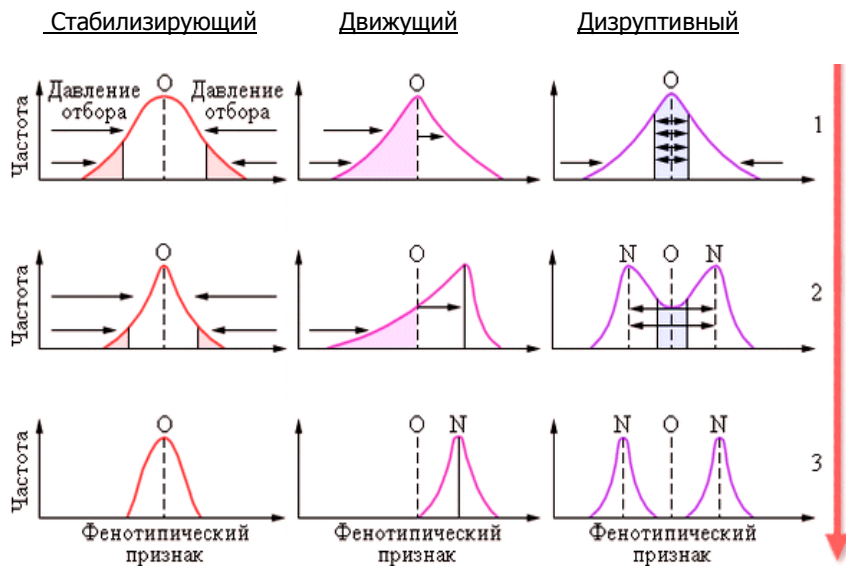 Стабилизирующий
Движущий
Дизруптивный
Частота
Давление
отбора
O
Давление
отбора
O
O
1
Частота
O
O
N
O
N
2
Частота
O
O
N
N
O
N
3
Фенотипический
признак
Фенотипический
признак
Фенотипический
признак